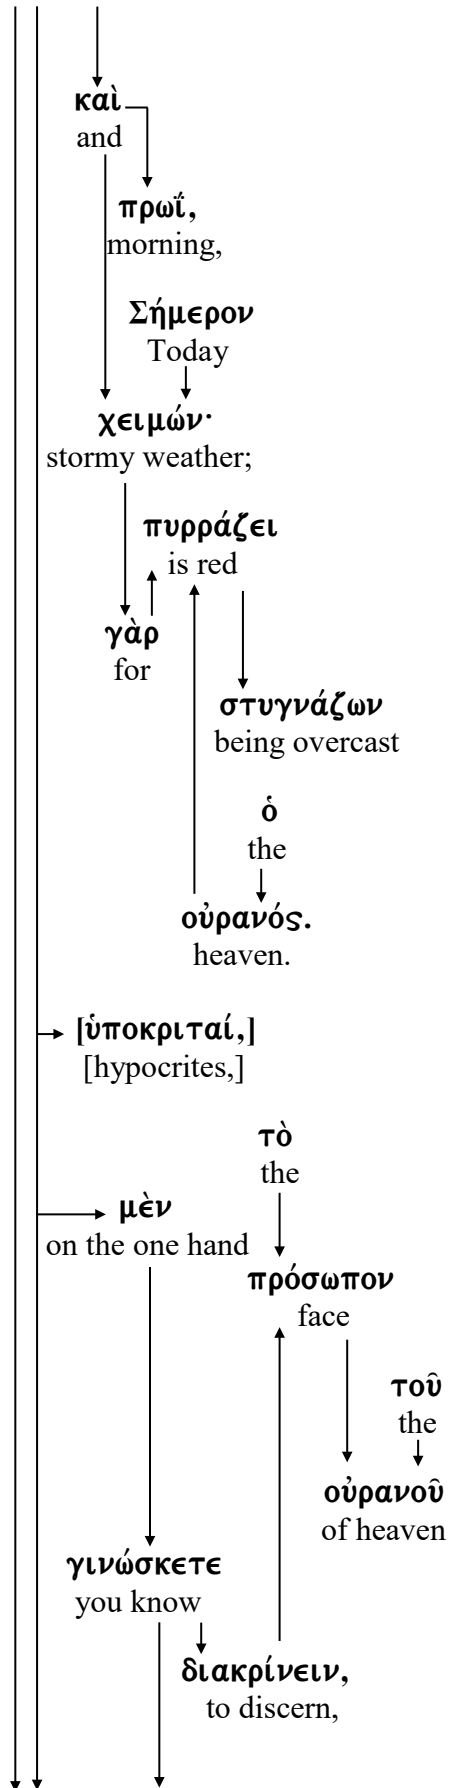 καὶ
and
πρωΐ,
morning,
Σήμερον
Today
χειμών·
stormy weather;
πυρράζει
is red
γὰρ
for
στυγνάζων
being overcast
ὁ
the
οὐρανός.
heaven.
[ὑποκριταί,]
[hypocrites,]
τὸ
the
μὲν
on the one hand
πρόσωπον
face
τοῦ
the
οὐρανοῦ
of heaven
γινώσκετε
you know
διακρίνειν,
to discern,